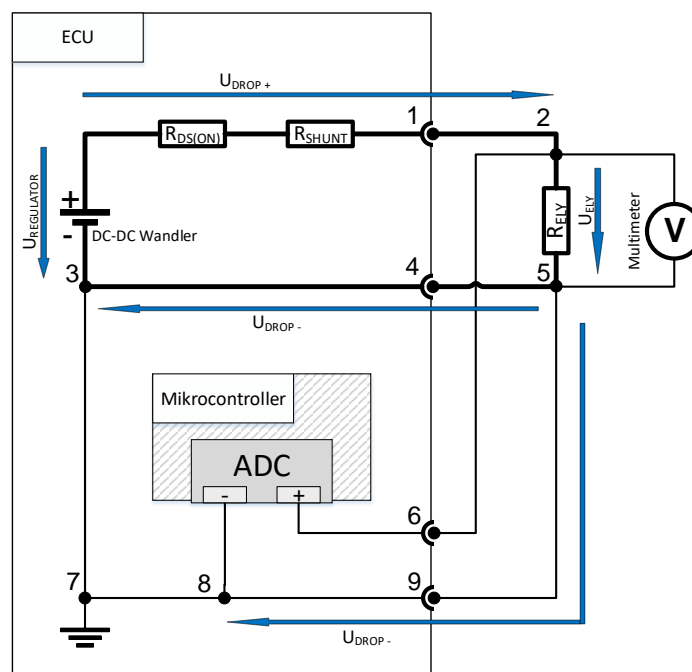 ECU
UDROP +
1
2
RDS(ON)
RSHUNT
UREGULATOR
+
-
DC-DC Wandler
RELY
UELY
V
Multimeter
3
4
5
UDROP -
Mikrocontroller
ADC
-
+
6
7
8
9
UDROP -